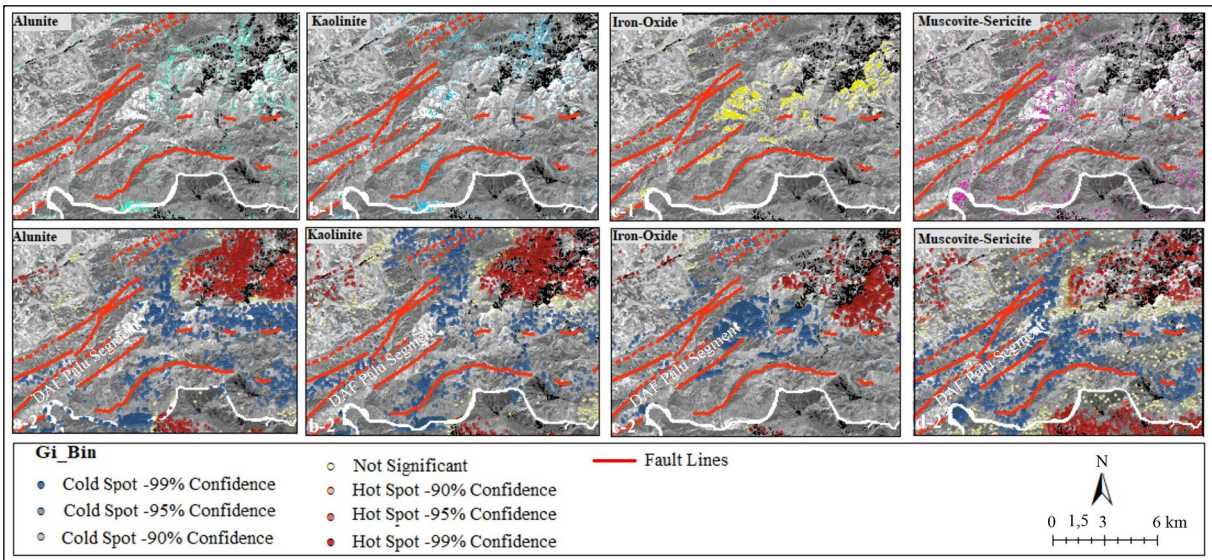 Alunite
Kaolinite
Iron-Oxide
Muscovite-Sericite
a-1
b-1
c-1
Alunite
Kaolinite
Iron-Oxide
Muscovite-Sericite
DAF Palu Segment
DAF Palu Segment
DAF Palu Segment
DAF Palu Segment
a-2
b-2
c-2
d-2
Gi_Bin
Cold Spot -99% Confidence
Cold Spot -95% Confidence
Cold Spot -90% Confidence
Not Significant
Hot Spot -90% Confidence
Hot Spot -95% Confidence
Hot Spot -99% Confidence
Fault Lines
N
0 1,5 3 6 km